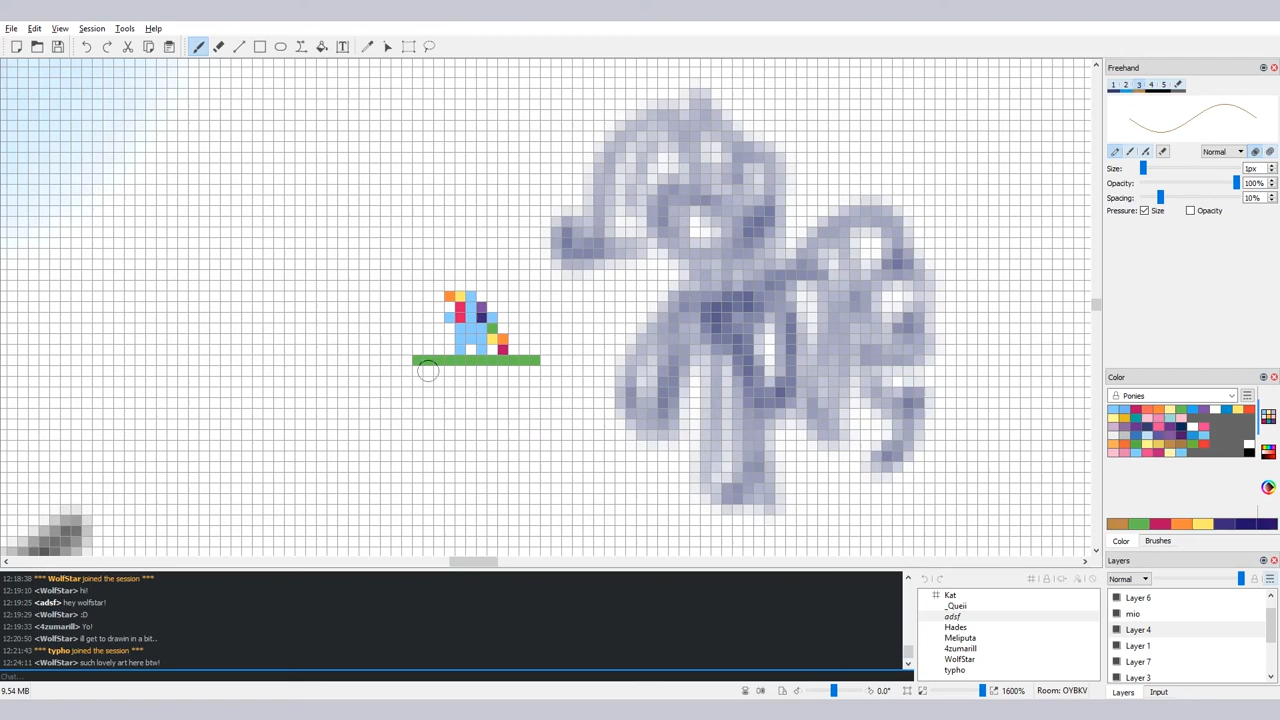 File Edit View Session Tools Help
Freehand
1 2 3 4 5
Normal
Size: 1px
Opacity: 100%
Spacing: 10%
Pressure: Size Opacity
Color
Ponies
Color Brushes
Layers
Normal
Layer 6
mio
Layer 4
Layer 1
Layer 7
Layer 3
Layers Input
12:18:38 *** WolfStar joined the session ***
12:19:10 <WolfStar> hi!
12:19:25 <adsf> hey wolfstar!
12:19:29 <WolfStar> :D
12:19:33 <4zumarill> Yo!
12:20:50 <WolfStar> ill get to drawin in a bit..
12:21:43 *** typho joined the session ***
12:24:11 <WolfStar> such lovely art here btw!
Chat...
Kat
_Queii
adsf
Hades
Meliputa
4zumarill
WolfStar
typho
9.54 MB
0.0°
1600%
Room: OYBKV